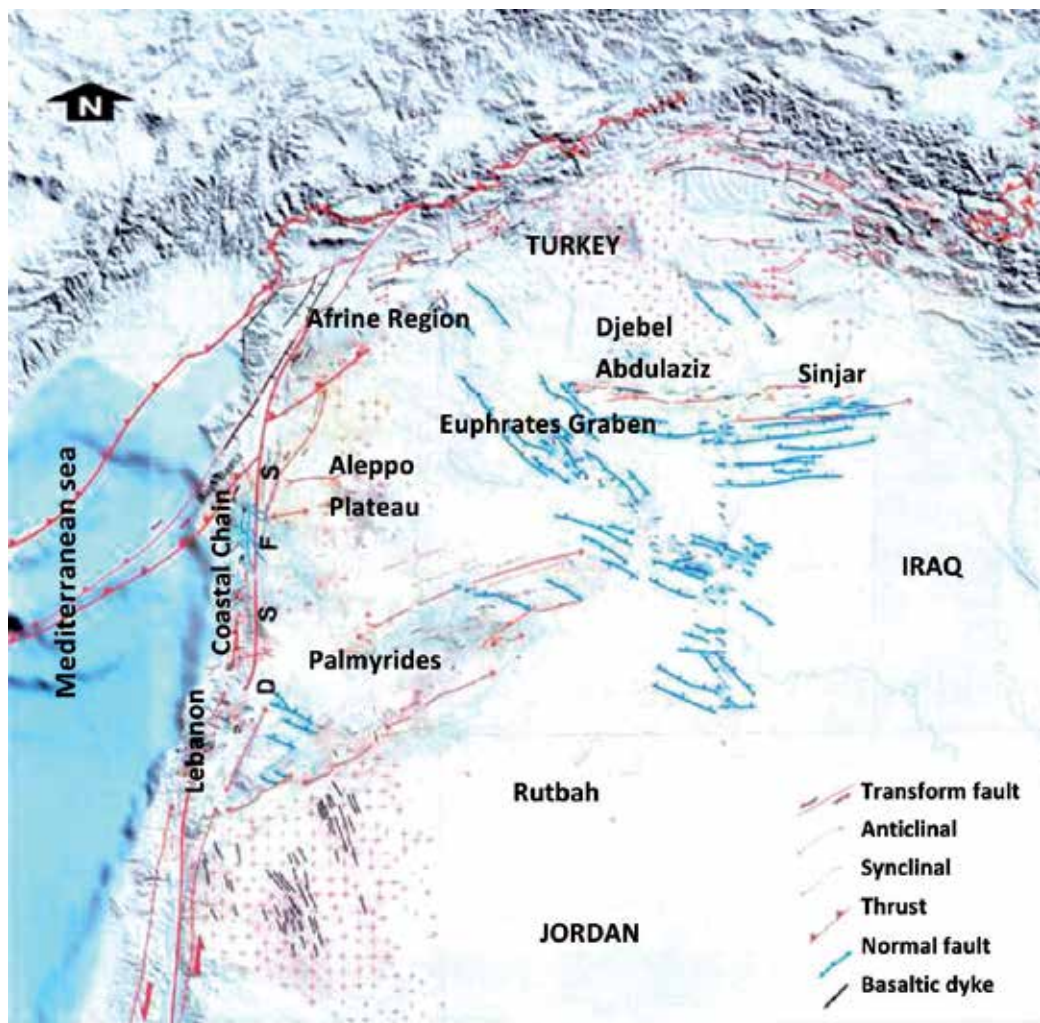 N
TURKEY
Afrine Region
Djebel
Abdulaziz
Sinjar
Euphrates Graben
Aleppo
Plateau
Mediterranean sea
Coastal Chain
D S F S
IRAQ
Palmyrides
Lebanon
Rutbah
JORDAN
Transform fault
Anticlinal
Synclinal
Thrust
Normal fault
Basaltic dyke